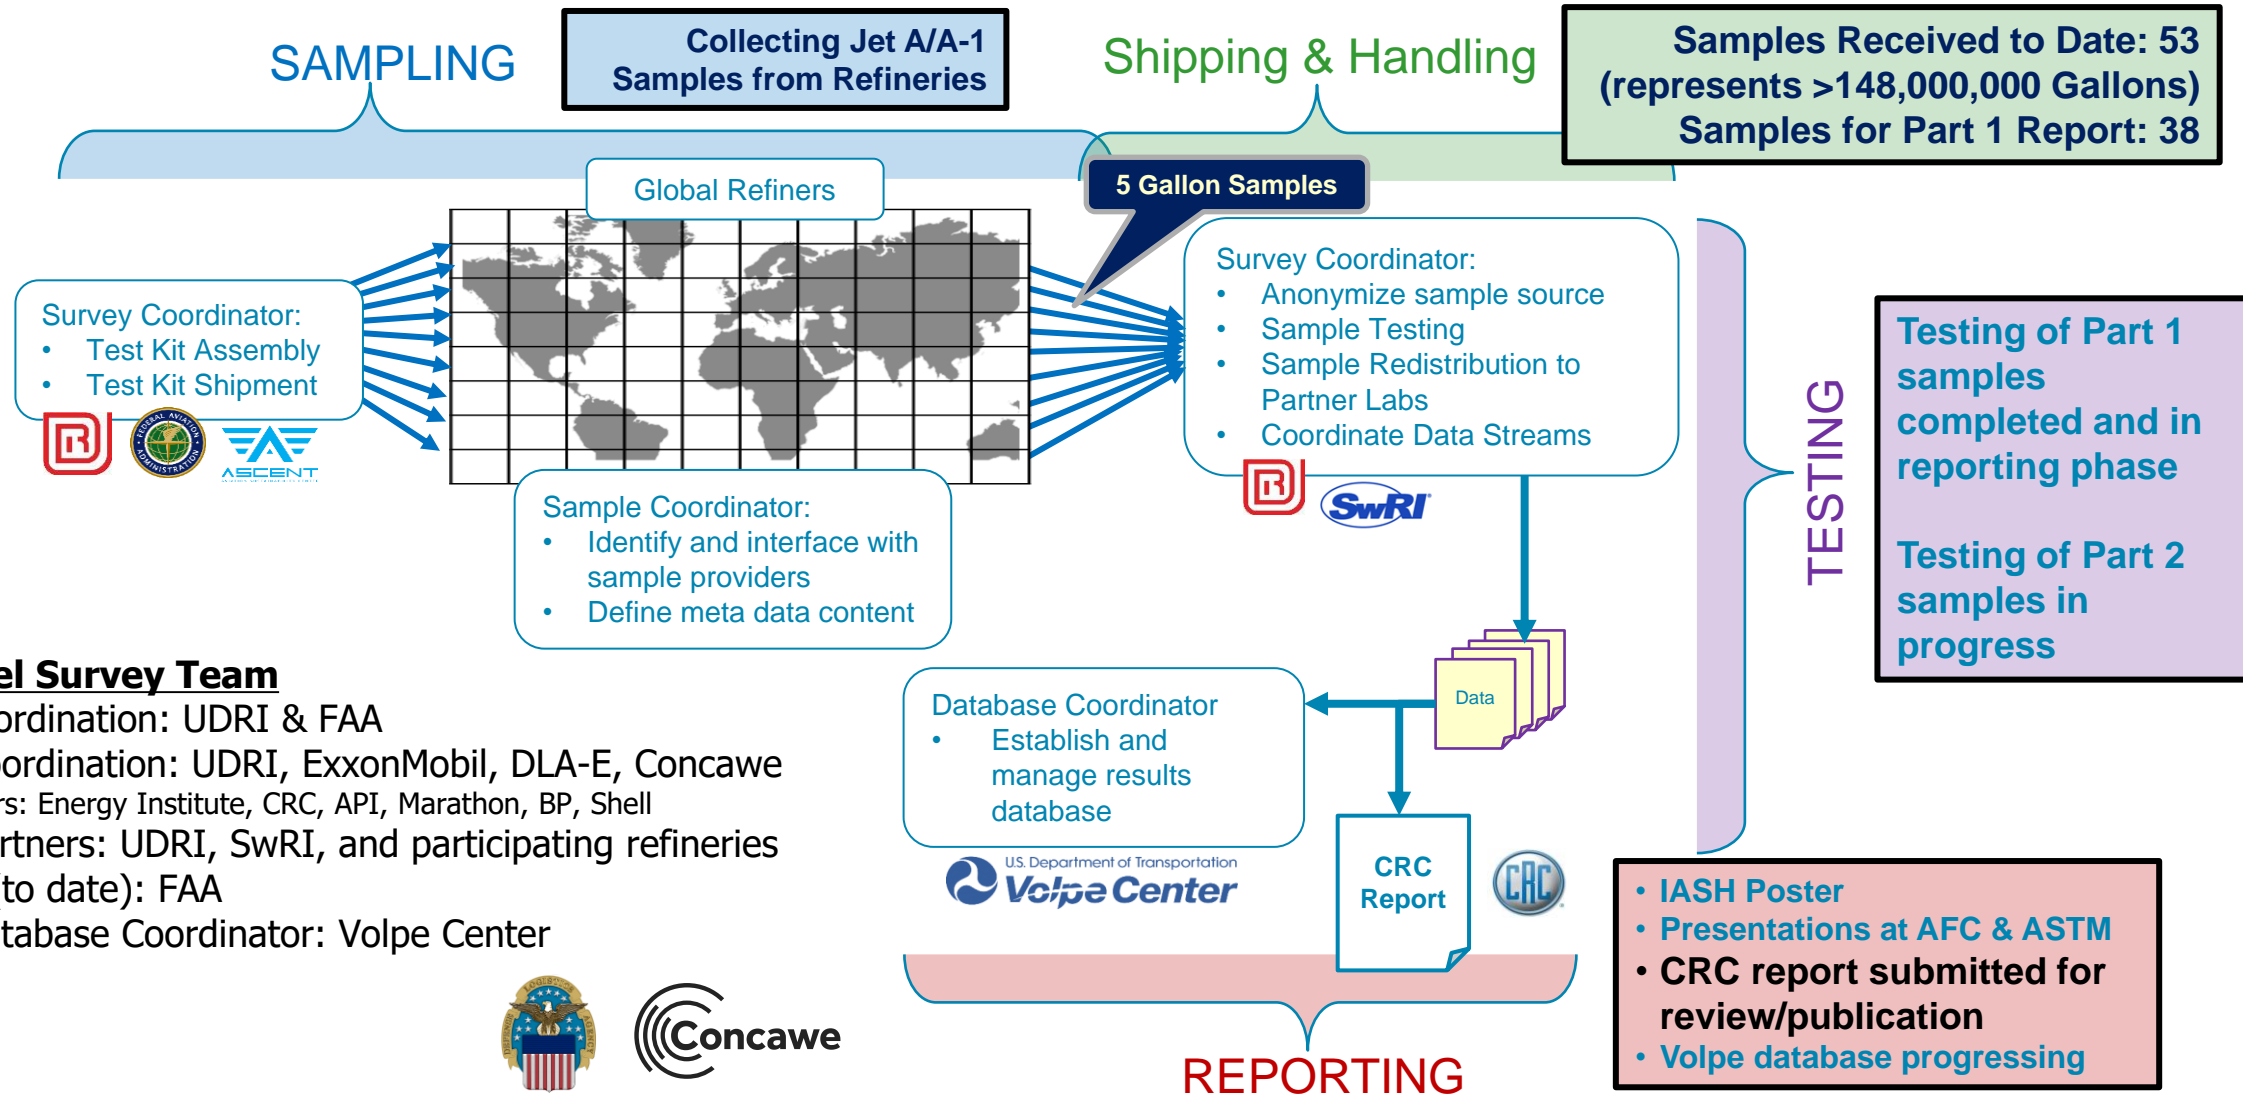 SAMPLING
Collecting Jet A/A-1
Samples from Refineries
Shipping & Handling
Samples Received to Date: 53
(represents >148,000,000 Gallons)
Samples for Part 1 Report: 38
Global Refiners
5 Gallon Samples
Survey Coordinator:
• Test Kit Assembly
• Test Kit Shipment
FEDERAL AVIATION
ADMINISTRATION
ASCENT
Sample Coordinator:
• Identify and interface with
sample providers
• Define meta data content
Survey Coordinator:
• Anonymize sample source
• Sample Testing
• Sample Redistribution to
Partner Labs
• Coordinate Data Streams
SwRI
TESTING
Testing of Part 1
samples
completed and in
reporting phase
Testing of Part 2
samples in
progress
el Survey Team
ordination: UDRI & FAA
oordination: UDRI, ExxonMobil, DLA-E, Concawe
rs: Energy Institute, CRC, API, Marathon, BP, Shell
artners: UDRI, SwRI, and participating refineries
(to date): FAA
tabase Coordinator: Volpe Center
Concawe
Data
Database Coordinator
• Establish and
manage results
database
U.S. Department of Transportation
Volpe Center
CRC
Report
CRC
REPORTING
• IASH Poster
• Presentations at AFC & ASTM
• CRC report submitted for
review/publication
• Volpe database progressing